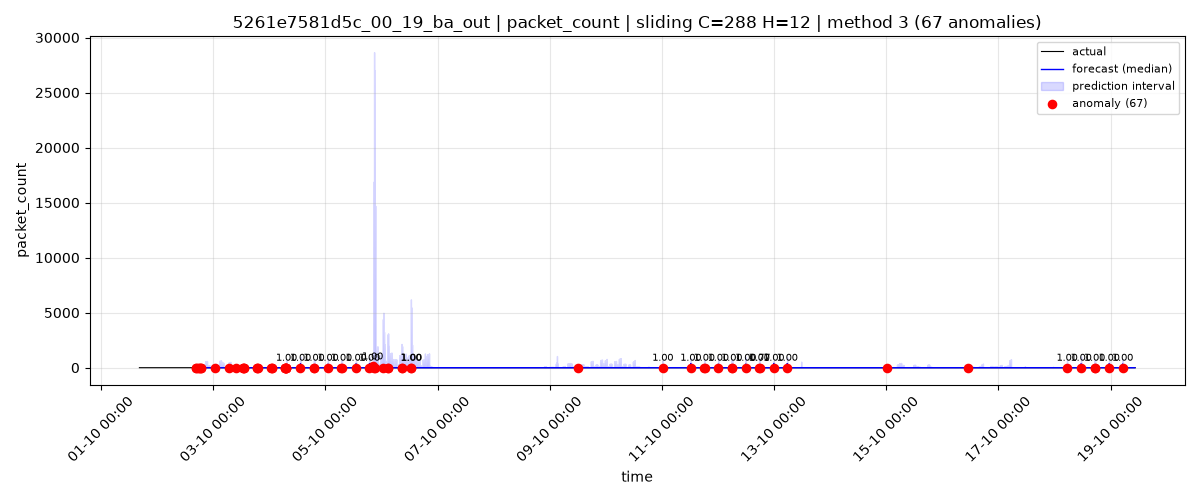 5261e7581d5c_00_19_ba_out | packet_count | sliding C=288 H=12 | method 3 (67 anomalies)
actual
forecast (median)
prediction interval
anomaly (67)
packet_count
30000
25000
20000
15000
10000
5000
0
1.00
1.00
01-10 00:00
03-10 00:00
05-10 00:00
07-10 00:00
09-10 00:00
11-10 00:00
13-10 00:00
15-10 00:00
17-10 00:00
19-10 00:00
time